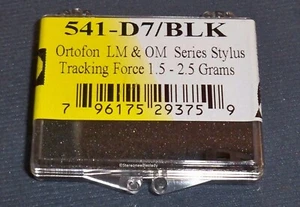 541-D7/BLK
Ortofon LM & OM Series Stylus
Tracking Force 1.5 - 2.5 Grams
7 96175 29375 9